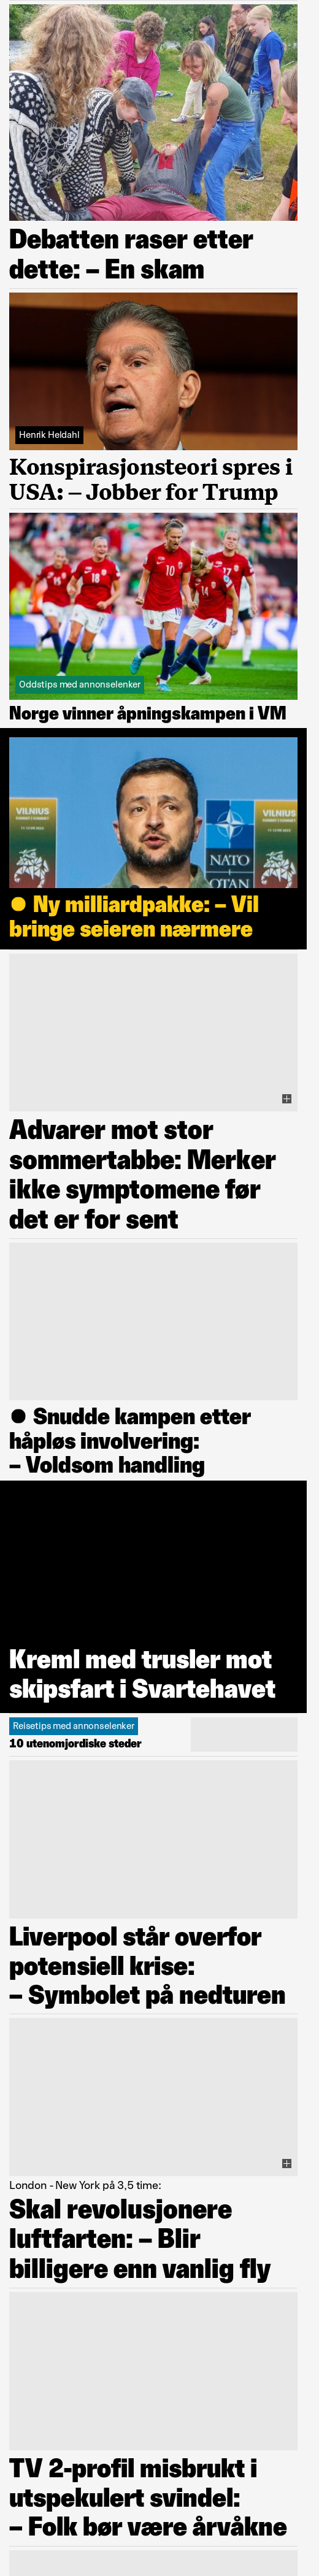 Debatten raser etter
dette: – En skam
Henrik Heldahl
Konspirasjonsteori spres i
USA: – Jobber for Trump
10
18
17
14
Oddstips med annonselenker
Norge vinner åpningskampen i VM
VILNIUS
NATO
OTAN
VILNIUS
● Ny milliardpakke: – Vil
bringe seieren nærmere
Advarer mot stor
sommertabbe: Merker
ikke symptomene før
det er for sent
● Snudde kampen etter
håpløs involvering:
– Voldsom handling
Kreml med trusler mot
skipsfart i Svartehavet
Reisetips med annonselenker
10 utenomjordiske steder
Liverpool står overfor
potensiell krise:
– Symbolet på nedturen
London - New York på 3,5 time:
Skal revolusjonere
luftfarten: – Blir
billigere enn vanlig fly
TV 2-profil misbrukt i
utspekulert svindel:
– Folk bør være årvåkne